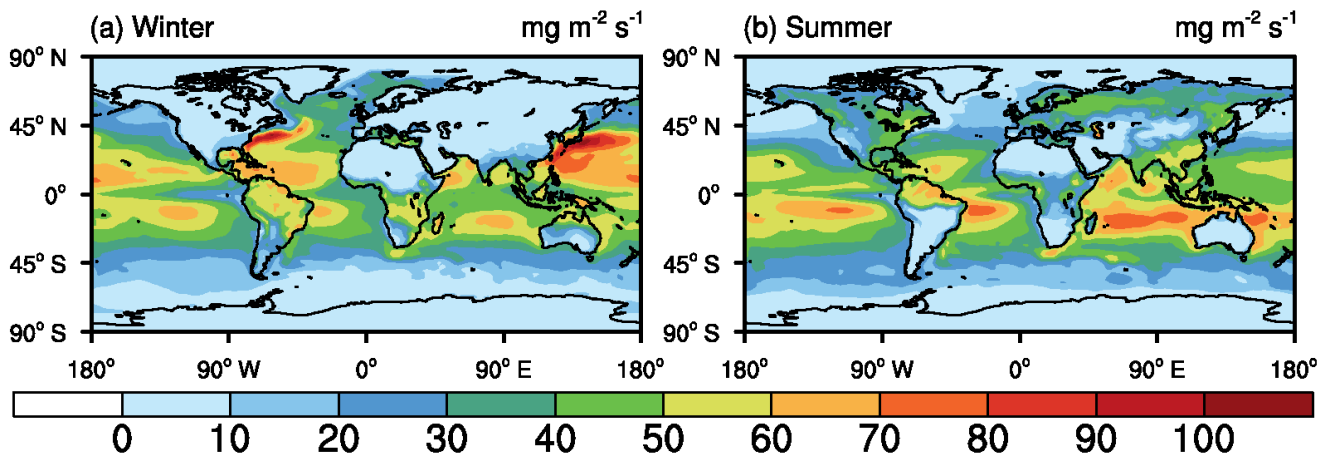 (a) Winter mg m⁻² s⁻¹ (b) Summer mg m⁻² s⁻¹
90° N 90° N
45° N 45° N
0° 0°
45° S 45° S
90° S 90° S
180° 90° W 0° 90° E 180° 180° 90° W 0° 90° E 180°
0 10 20 30 40 50 60 70 80 90 100